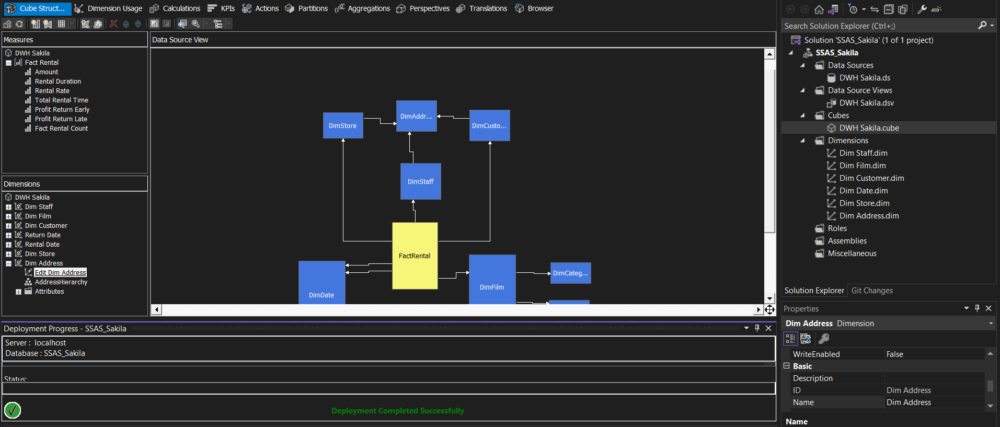 Cube Struct... Dimension Usage Calculations KPIs Actions Partitions Aggregations Perspectives Translations Browser
Measures
DWH Sakila
Fact Rental
Amount
Rental Duration
Rental Rate
Total Rental Time
Profit Return Early
Profit Return Late
Fact Rental Count
Dimensions
DWH Sakila
Dim Staff
Dim Film
Dim Customer
Return Date
Rental Date
Dim Store
Dim Address
Edit Dim Address
AddressHierarchy
Attributes
Data Source View
DimStore
DimAddr...
DimCusto...
DimStaff
FactRental
DimDate
DimFilm
DimCateg...
Deployment Progress - SSAS_Sakila
Server : localhost
Database : SSAS_Sakila
Status:
Deployment Completed Successfully
Search Solution Explorer (Ctrl+;)
Solution 'SSAS_Sakila' (1 of 1 project)
SSAS_Sakila
Data Sources
DWH Sakila.ds
Data Source Views
DWH Sakila.dsv
Cubes
DWH Sakila.cube
Dimensions
Dim Staff.dim
Dim Film.dim
Dim Customer.dim
Dim Date.dim
Dim Store.dim
Dim Address.dim
Roles
Assemblies
Miscellaneous
Solution Explorer Git Changes
Properties
Dim Address Dimension
WriteEnabled False
Basic
Description
ID Dim Address
Name Dim Address
Name